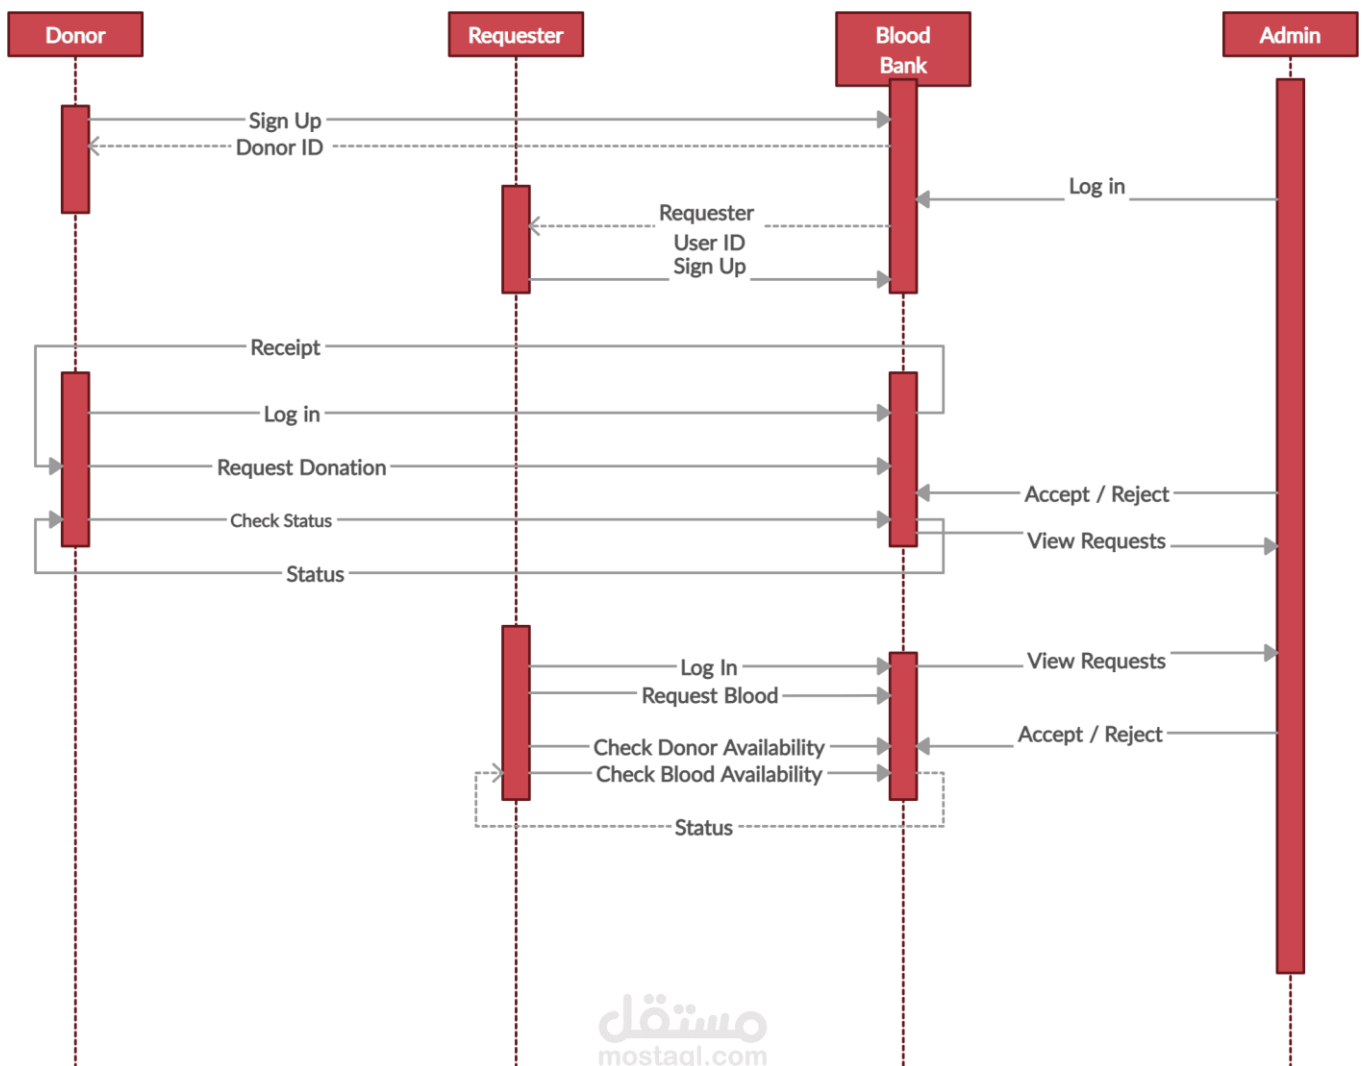 Donor
Requester
Blood
Bank
Admin
Sign Up
Donor ID
Log in
Requester
User ID
Sign Up
Receipt
Log in
Request Donation
Accept / Reject
Check Status
View Requests
Status
Log In
View Requests
Request Blood
Accept / Reject
Check Donor Availability
Check Blood Availability
Status
مستقل
mostaql.com